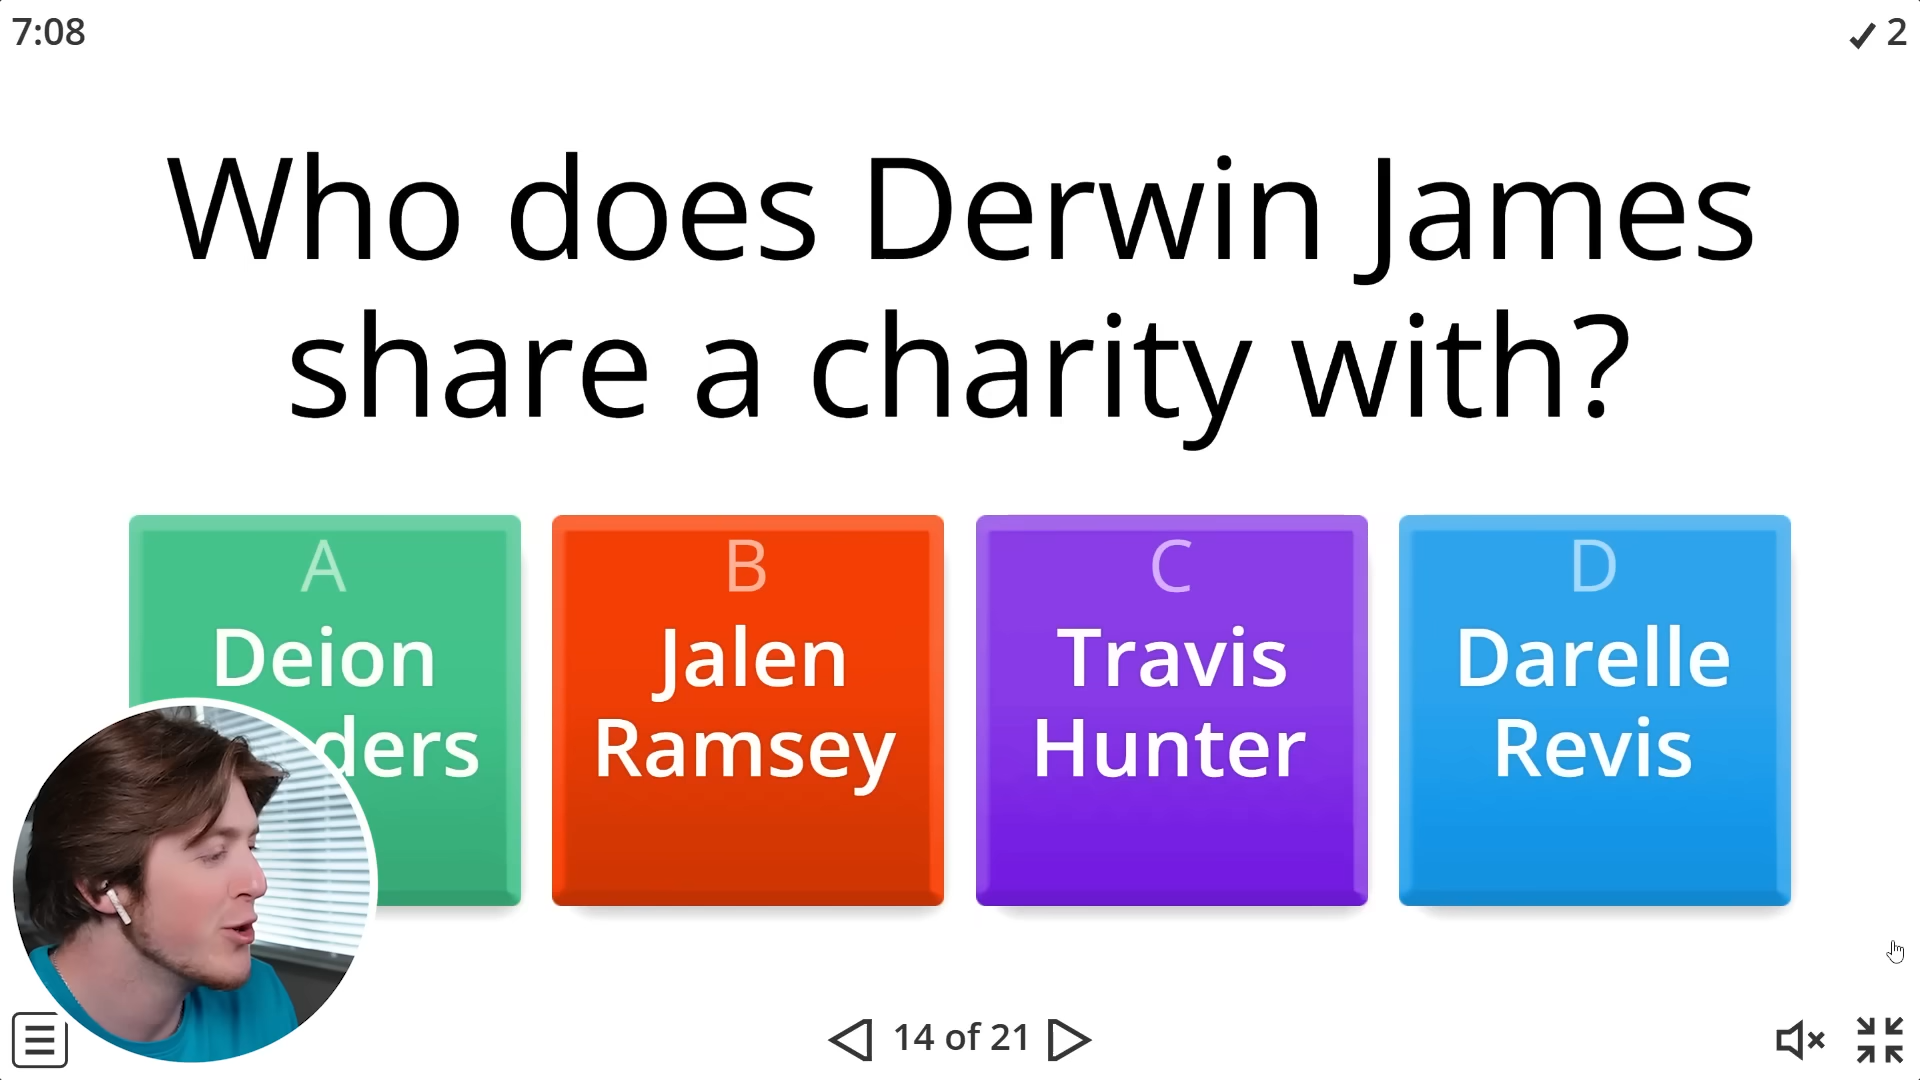 7:08
✓ 2
Who does Derwin James
share a charity with?
A
Deion
ders
B
Jalen
Ramsey
C
Travis
Hunter
D
Darelle
Revis
14 of 21